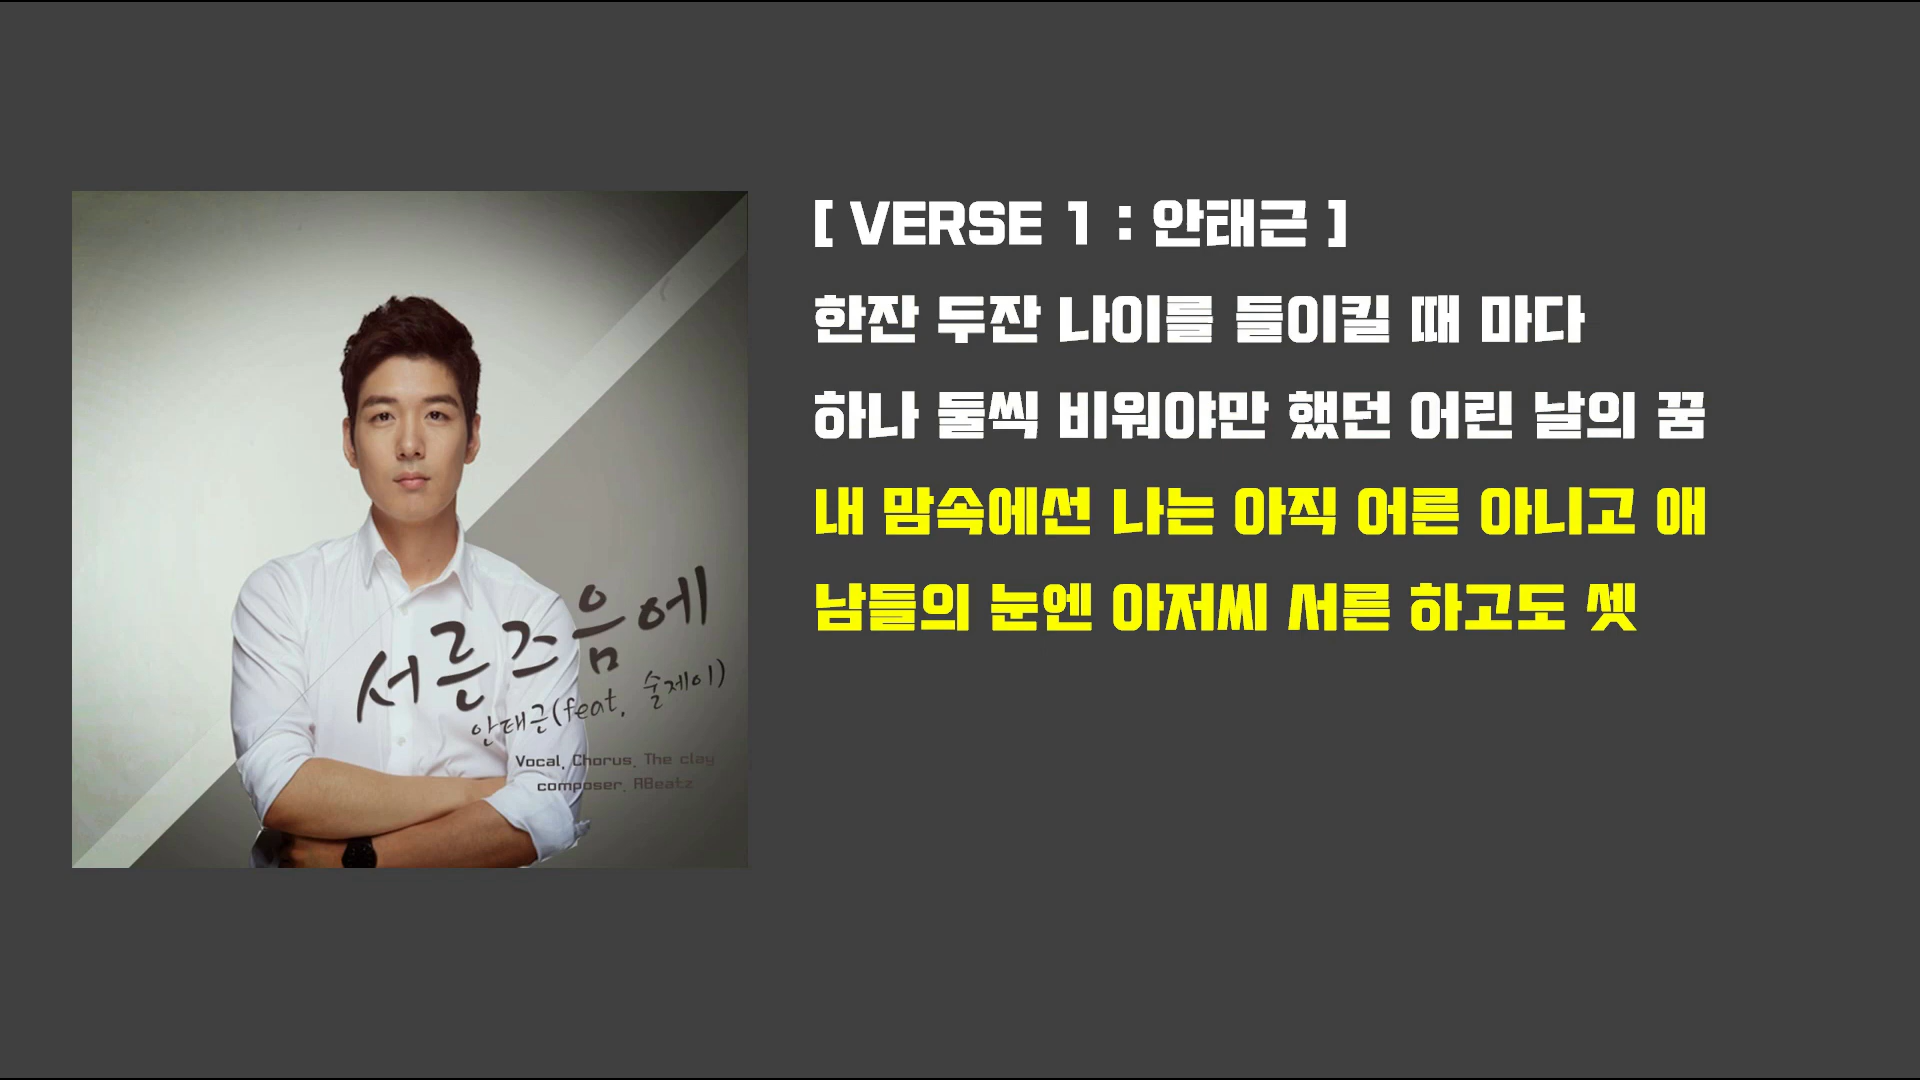 서른즈음에
안태근(feat. 술제이)
Vocal, Chorus, The clay
composer, RBeatz
[ VERSE 1 : 안태근 ]
한잔 두잔 나이를 들이킬 때 마다
하나 둘씩 비워야만 했던 어린 날의 꿈
내 맘속에선 나는 아직 어른 아니고 애
남들의 눈엔 아저씨 서른 하고도 셋